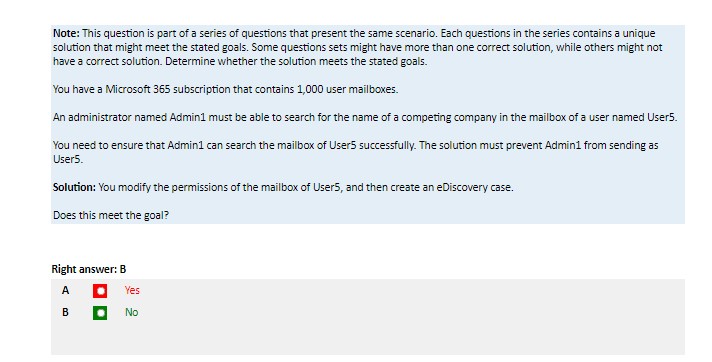 Note: This question is part of a series of questions that present the same scenario. Each questions in the series contains a unique
solution that might meet the stated goals. Some questions sets might have more than one correct solution, while others might not
have a correct solution. Determine whether the solution meets the stated goals.
You have a Microsoft 365 subscription that contains 1,000 user mailboxes.
An administrator named Admin1 must be able to search for the name of a competing company in the mailbox of a user named User5.
You need to ensure that Admin1 can search the mailbox of User5 successfully. The solution must prevent Admin1 from sending as
User5.
Solution: You modify the permissions of the mailbox of User5, and then create an eDiscovery case.
Does this meet the goal?
Right answer: B
A Yes
B No